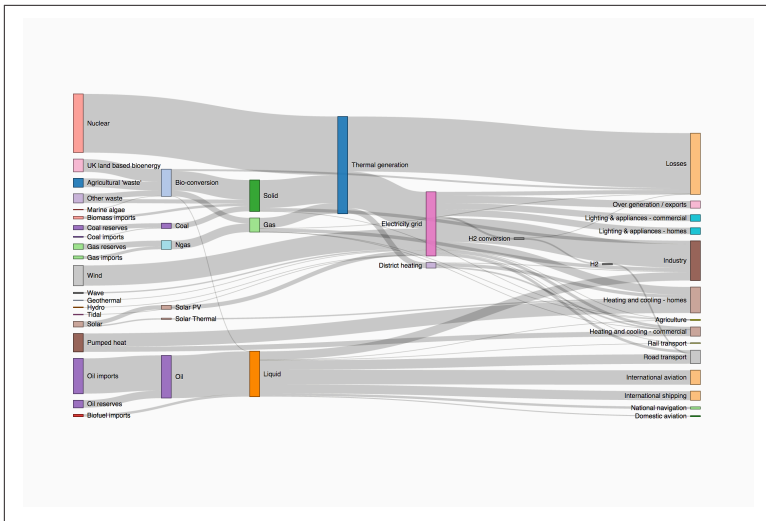 Nuclear
UK land based bioenergy
Agricultural 'waste'
Other waste
Marine algae
Biomass imports
Coal reserves
Coal imports
Gas reserves
Gas imports
Wind
Wave
Geothermal
Hydro
Tidal
Solar
Pumped heat
Oil imports
Oil reserves
Biofuel imports
Bio-conversion
Coal
Ngas
Solar PV
Solar Thermal
Oil
Solid
Gas
Liquid
Thermal generation
Electricity grid
District heating
H2 conversion
H2
Losses
Over generation / exports
Lighting & appliances - commercial
Lighting & appliances - homes
Industry
Heating and cooling - homes
Agriculture
Heating and cooling - commercial
Rail transport
Road transport
International aviation
International shipping
National navigation
Domestic aviation